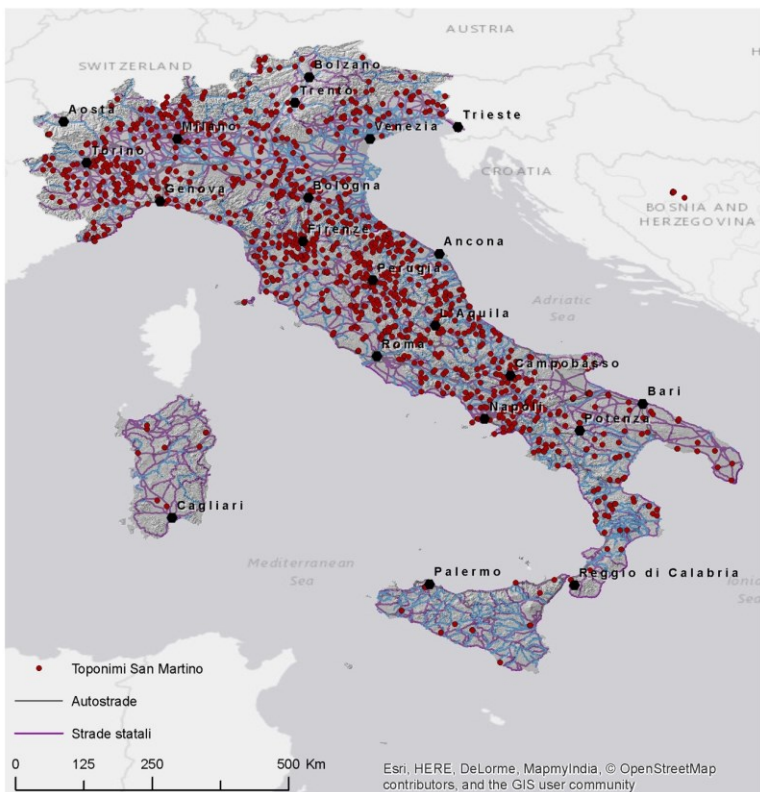 AUSTRIA
SWITZERLAND
Bolzano
Trento
Aosta
Trieste
Milano
Venezia
Torino
CROATIA
Genova
Bologna
BOSNIA AND
HERZEGOVINA
Firenze
Ancona
Perugia
Adriatic
Sea
L'Aquila
Roma
Campobasso
Bari
Napoli
Potenza
Cagliari
Mediterranean
Sea
Palermo
Reggio di Calabria
Toponimi San Martino
Autostrade
Strade statali
0 125 250 500 Km
Esri, HERE, DeLorme, MapmyIndia, © OpenStreetMap
contributors, and the GIS user community